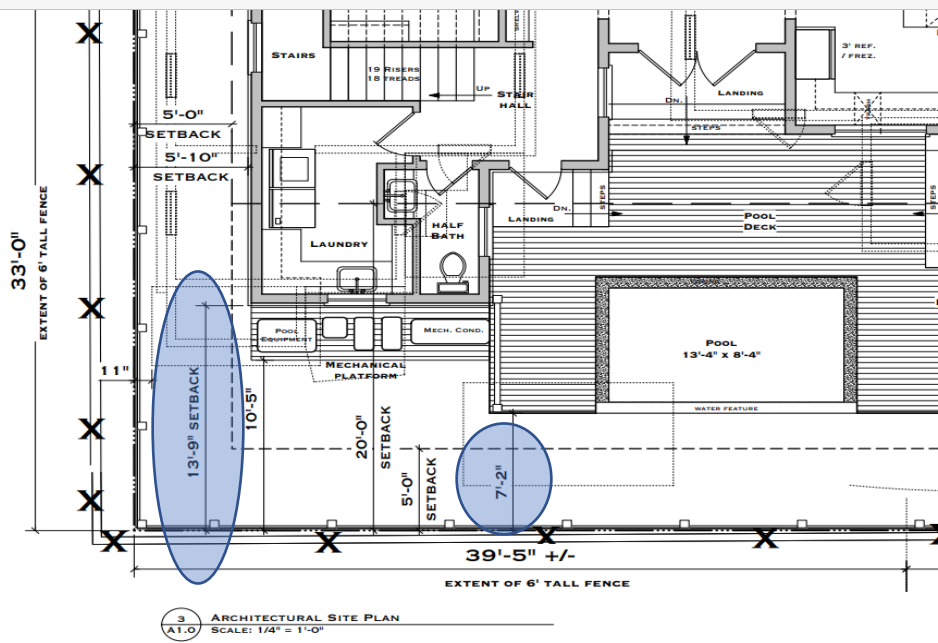 STAIRS
19 RISERS
18 TREADS
UP
STAIR
HALL
LANDING
DN.
STEPS
3' REF.
/ FREZ.
5'-0"
SETBACK
5'-10"
SETBACK
33'-0"
EXTENT OF 6' TALL FENCE
LAUNDRY
HALF
BATH
LANDING
DN.
STEPS
POOL
DECK
STEPS
POOL
EQUIPMENT
MECH. COND.
MECHANICAL
PLATFORM
POOL
13'-4" X 8'-4"
WATER FEATURE
11"
13'-9" SETBACK
10'-5"
20'-0"
SETBACK
5'-0"
SETBACK
7'-2"
X
X
X
X
X
X
X
X
X
39'-5" +/-
EXTENT OF 6' TALL FENCE
3
A1.0
ARCHITECTURAL SITE PLAN
SCALE: 1/4" = 1'-0"